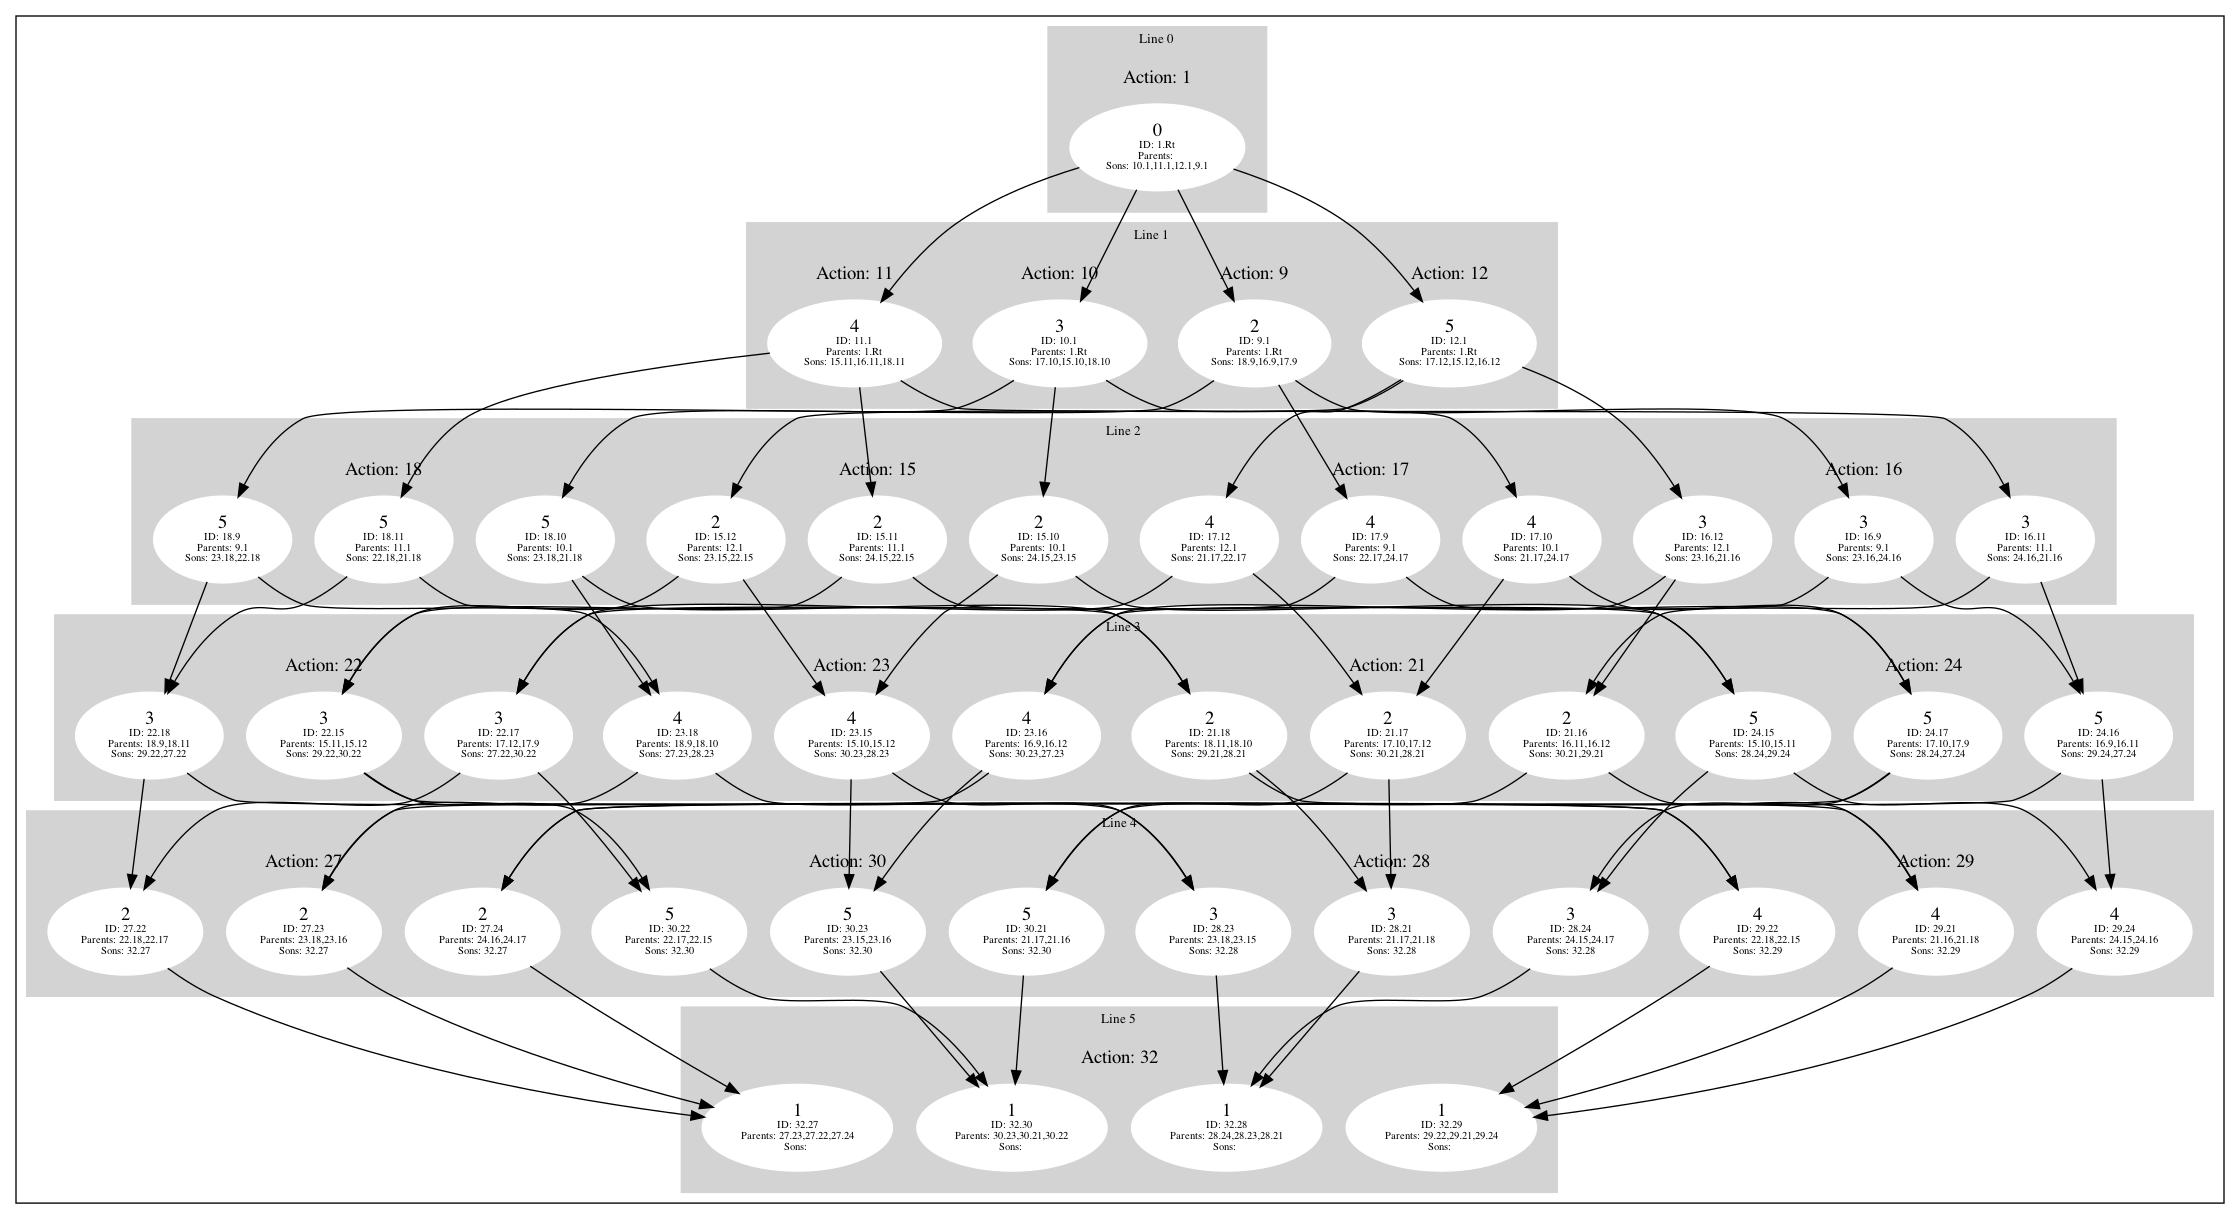 Line 0
Action: 1
0
ID: 1.Rt
Parents:
Sons: 10.1,11.1,12.1,9.1
Line 1
Action: 11
4
ID: 11.1
Parents: 1.Rt
Sons: 15.11,16.11,18.11
Action: 10
3
ID: 10.1
Parents: 1.Rt
Sons: 17.10,15.10,18.10
Action: 9
2
ID: 9.1
Parents: 1.Rt
Sons: 18.9,16.9,17.9
Action: 12
5
ID: 12.1
Parents: 1.Rt
Sons: 17.12,15.12,16.12
Line 2
Action: 18
5
ID: 18.9
Parents: 9.1
Sons: 23.18,22.18
5
ID: 18.11
Parents: 11.1
Sons: 22.18,21.18
5
ID: 18.10
Parents: 10.1
Sons: 23.18,21.18
Action: 15
2
ID: 15.12
Parents: 12.1
Sons: 23.15,22.15
2
ID: 15.11
Parents: 11.1
Sons: 24.15,22.15
2
ID: 15.10
Parents: 10.1
Sons: 24.15,23.15
Action: 17
4
ID: 17.12
Parents: 12.1
Sons: 21.17,22.17
4
ID: 17.9
Parents: 9.1
Sons: 22.17,24.17
4
ID: 17.10
Parents: 10.1
Sons: 21.17,24.17
Action: 16
3
ID: 16.12
Parents: 12.1
Sons: 23.16,21.16
3
ID: 16.9
Parents: 9.1
Sons: 23.16,24.16
3
ID: 16.11
Parents: 11.1
Sons: 24.16,21.16
Line 3
Action: 22
3
ID: 22.18
Parents: 18.9,18.11
Sons: 29.22,27.22
3
ID: 22.15
Parents: 15.11,15.12
Sons: 29.22,30.22
3
ID: 22.17
Parents: 17.12,17.9
Sons: 27.22,30.22
Action: 23
4
ID: 23.18
Parents: 18.9,18.10
Sons: 27.23,28.23
4
ID: 23.15
Parents: 15.10,15.12
Sons: 30.23,28.23
4
ID: 23.16
Parents: 16.9,16.12
Sons: 30.23,27.23
Action: 21
2
ID: 21.18
Parents: 18.11,18.10
Sons: 29.21,28.21
2
ID: 21.17
Parents: 17.10,17.12
Sons: 30.21,28.21
2
ID: 21.16
Parents: 16.11,16.12
Sons: 30.21,29.21
Action: 24
5
ID: 24.15
Parents: 15.10,15.11
Sons: 28.24,29.24
5
ID: 24.17
Parents: 17.10,17.9
Sons: 28.24,27.24
5
ID: 24.16
Parents: 16.9,16.11
Sons: 29.24,27.24
Line 4
Action: 27
2
ID: 27.22
Parents: 22.18,22.17
Sons: 32.27
2
ID: 27.23
Parents: 23.18,23.16
Sons: 32.27
2
ID: 27.24
Parents: 24.16,24.17
Sons: 32.27
Action: 30
5
ID: 30.22
Parents: 22.17,22.15
Sons: 32.30
5
ID: 30.23
Parents: 23.15,23.16
Sons: 32.30
5
ID: 30.21
Parents: 21.17,21.16
Sons: 32.30
Action: 28
3
ID: 28.23
Parents: 23.18,23.15
Sons: 32.28
3
ID: 28.21
Parents: 21.17,21.18
Sons: 32.28
3
ID: 28.24
Parents: 24.15,24.17
Sons: 32.28
Action: 29
4
ID: 29.22
Parents: 22.18,22.15
Sons: 32.29
4
ID: 29.21
Parents: 21.16,21.18
Sons: 32.29
4
ID: 29.24
Parents: 24.15,24.16
Sons: 32.29
Line 5
Action: 32
1
ID: 32.27
Parents: 27.23,27.22,27.24
Sons:
1
ID: 32.30
Parents: 30.23,30.21,30.22
Sons:
1
ID: 32.28
Parents: 28.24,28.23,28.21
Sons:
1
ID: 32.29
Parents: 29.22,29.21,29.24
Sons: